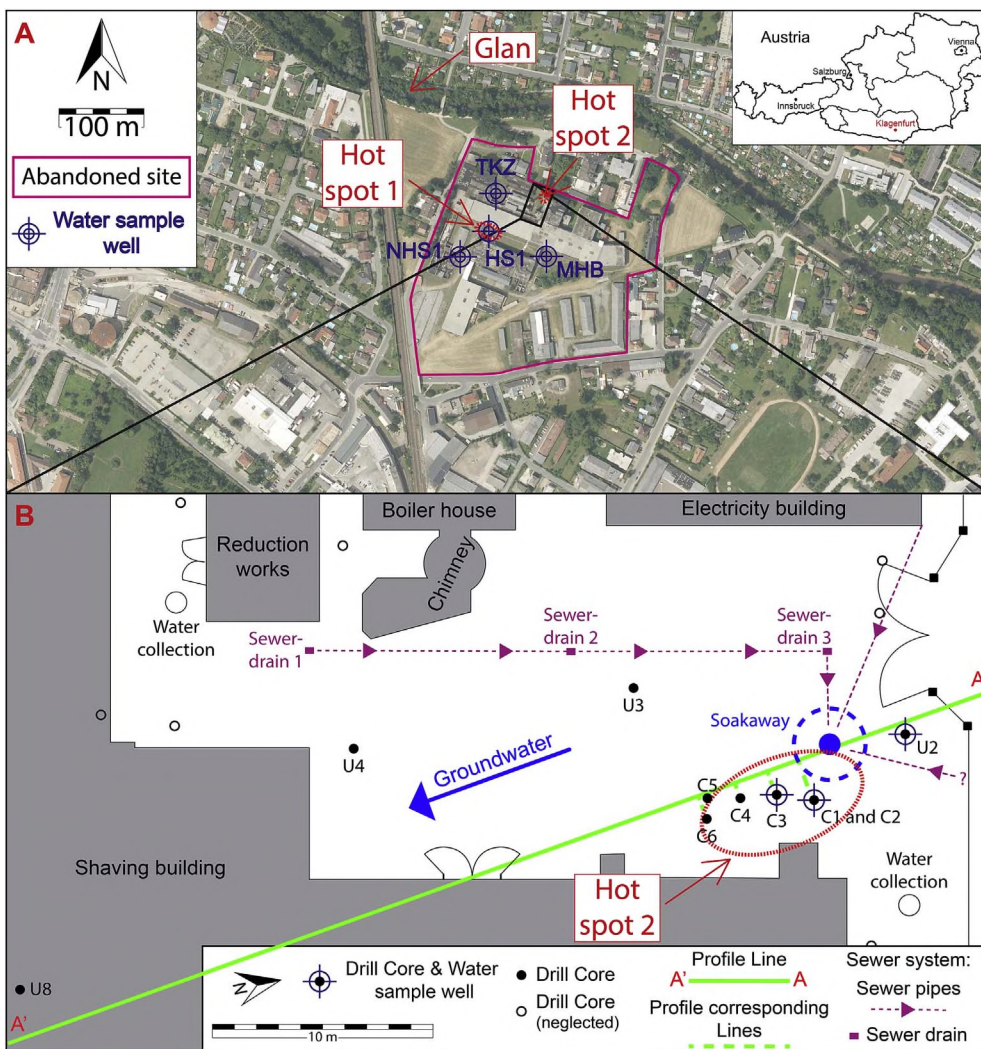 A
N
100 m
Abandoned site
Water sample
well
Glan
Hot
spot 2
Hot
spot 1
TKZ
NHS1
HS1
MHB
Austria
Vienna
Salzburg
Innsbruck
Klagenfurt
B
Boiler house
Electricity building
Reduction
works
Chimney
Water
collection
Sewer-
drain 1
Sewer-
drain 2
Sewer-
drain 3
A
U3
Soakaway
U2
U4
Groundwater
?
C5
C4
C3
C1 and C2
C6
Shaving building
Hot
spot 2
Water
collection
U8
A'
N
10 m
Drill Core & Water
sample well
Drill Core
Drill Core
(neglected)
Profile Line
A' A
Profile corresponding
Lines
Sewer system:
Sewer pipes
Sewer drain